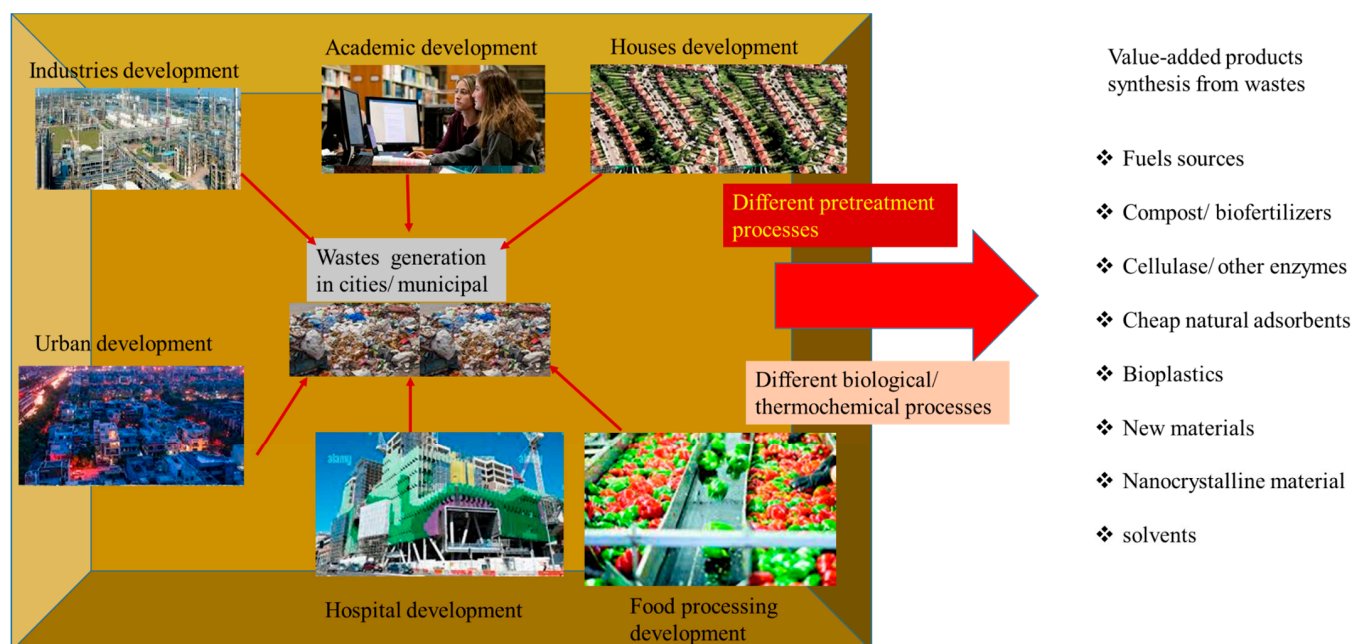 Industries development
Academic development
Houses development
Wastes generation
in cities/ municipal
Urban development
Hospital development
Food processing
development
alamy
alamy
Different pretreatment
processes
Different biological/
thermochemical processes
Value-added products
synthesis from wastes
❖ Fuels sources
❖ Compost/ biofertilizers
❖ Cellulase/ other enzymes
❖ Cheap natural adsorbents
❖ Bioplastics
❖ New materials
❖ Nanocrystalline material
❖ solvents